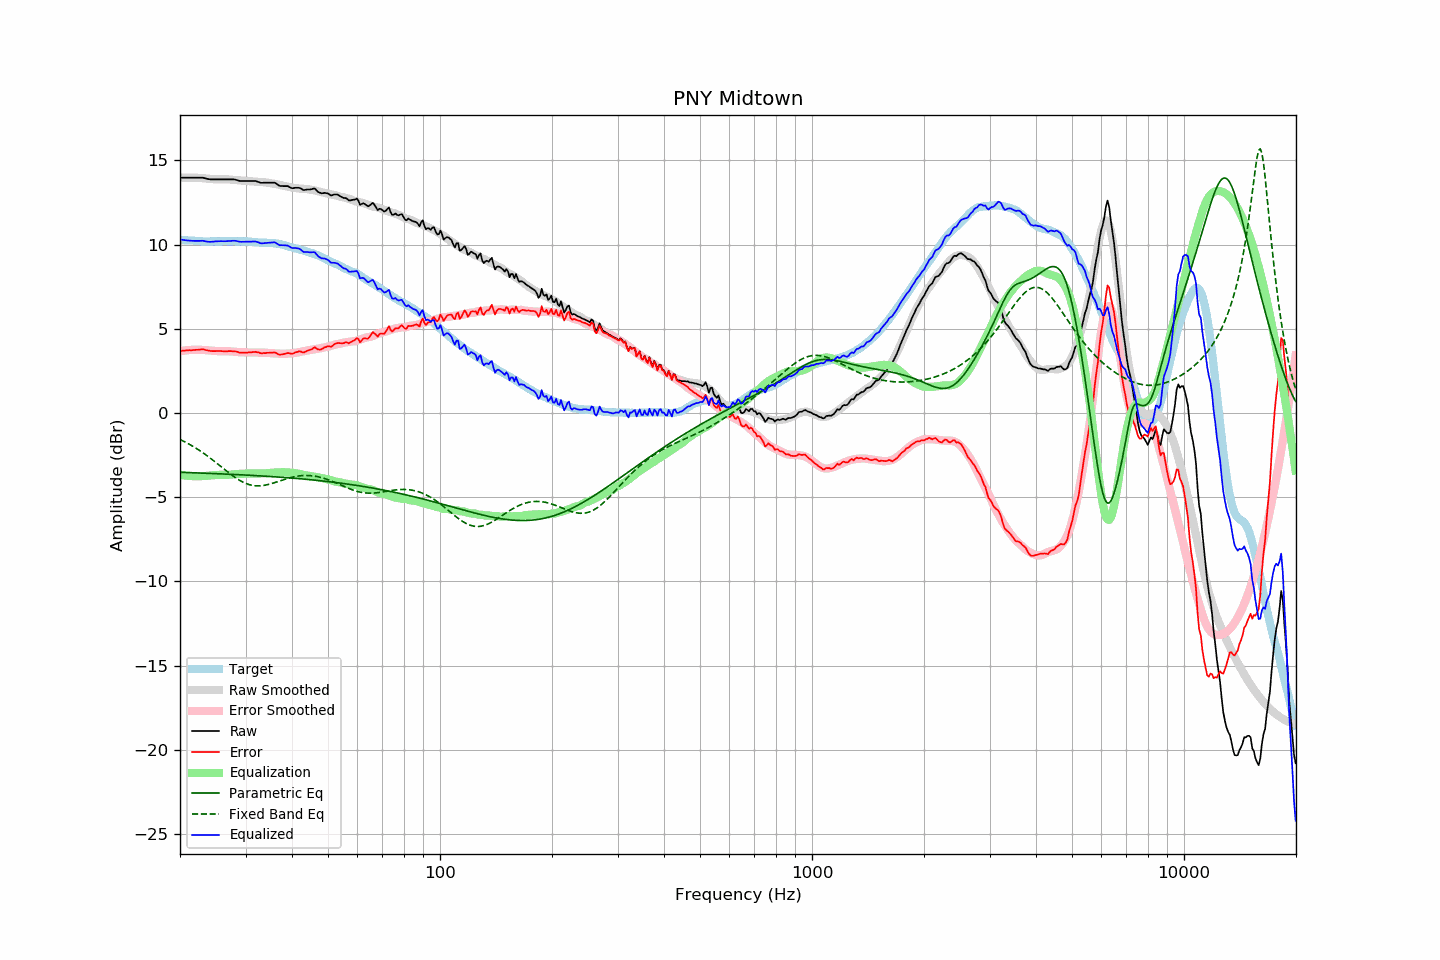 PNY Midtown
15
10
5
0
−5
−10
−15
−20
−25
Amplitude (dBr)
Target
Raw Smoothed
Error Smoothed
Raw
Error
Equalization
Parametric Eq
Fixed Band Eq
Equalized
100
1000
10000
Frequency (Hz)